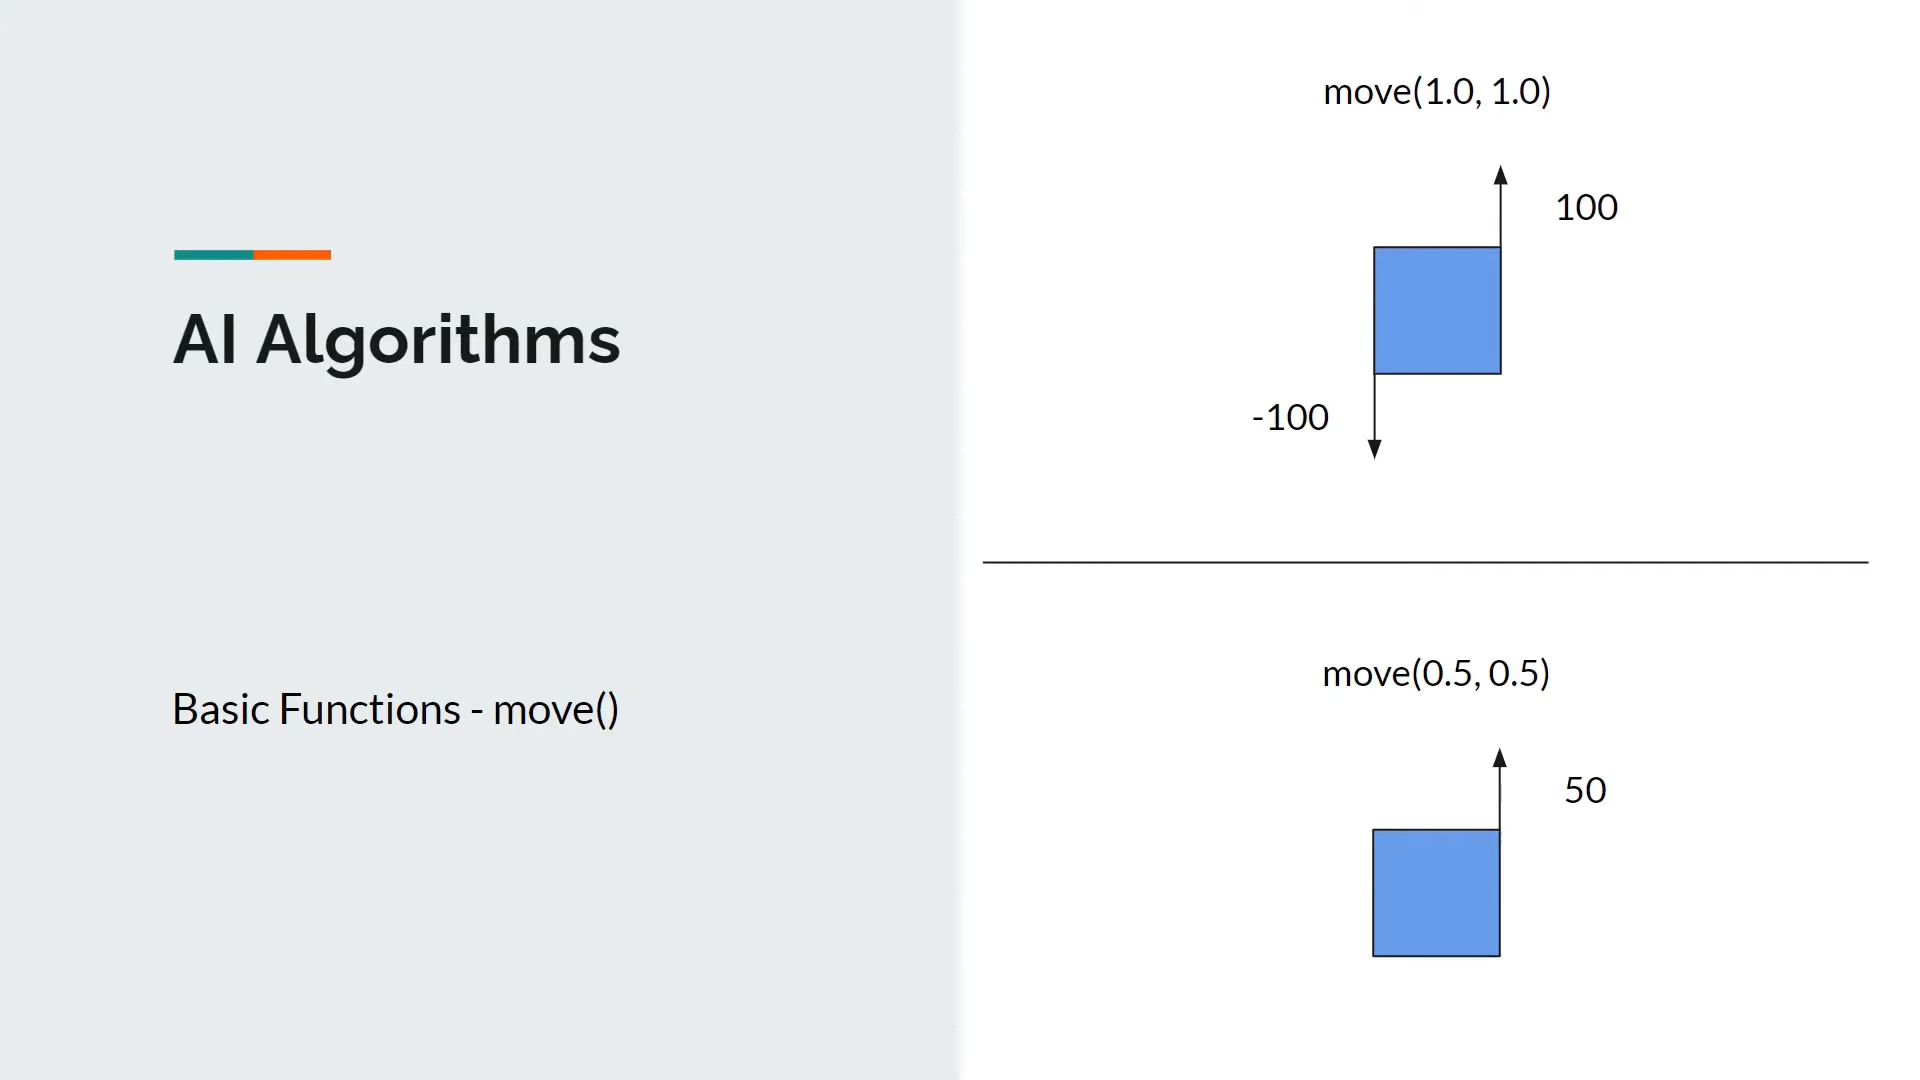 AI Algorithms
Basic Functions - move()
move(1.0, 1.0)
100
-100
move(0.5, 0.5)
50